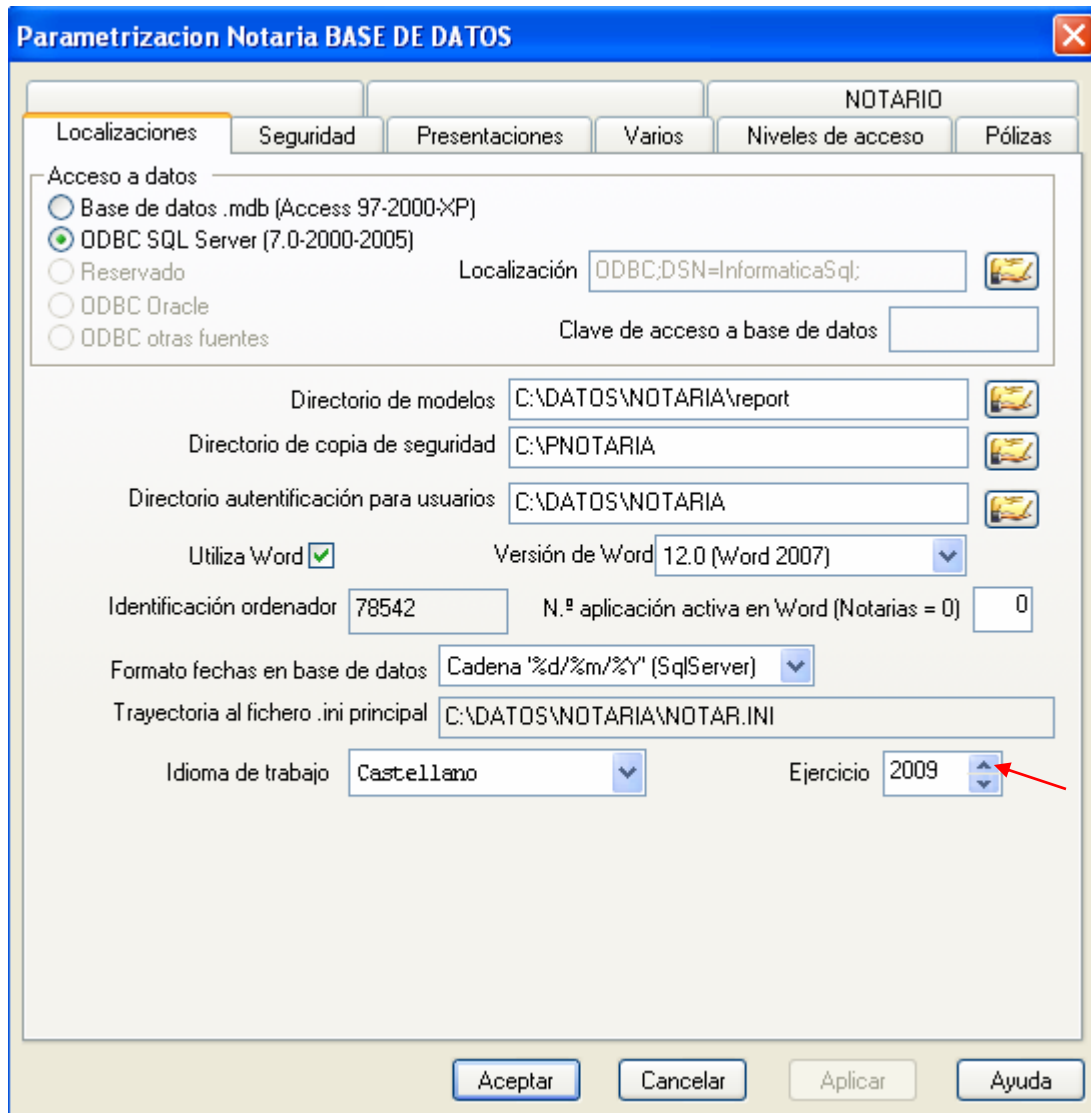 Parametrizacion Notaria BASE DE DATOS
NOTARIO
Localizaciones Seguridad Presentaciones Varios Niveles de acceso Pólizas
Acceso a datos
Base de datos .mdb (Access 97-2000-XP)
ODBC SQL Server (7.0-2000-2005)
Reservado Localización ODBC;DSN=InformaticaSql;
ODBC Oracle
ODBC otras fuentes Clave de acceso a base de datos
Directorio de modelos C:\DATOS\NOTARIA\report
Directorio de copia de seguridad C:\PNOTARIA
Directorio autentificación para usuarios C:\DATOS\NOTARIA
Utiliza Word Versión de Word 12.0 (Word 2007)
Identificación ordenador 78542 N.º aplicación activa en Word (Notarias = 0) 0
Formato fechas en base de datos Cadena '%d/%m/%Y' (SqlServer)
Trayectoria al fichero .ini principal C:\DATOS\NOTARIA\NOTAR.INI
Idioma de trabajo Castellano Ejercicio 2009
Aceptar Cancelar Aplicar Ayuda